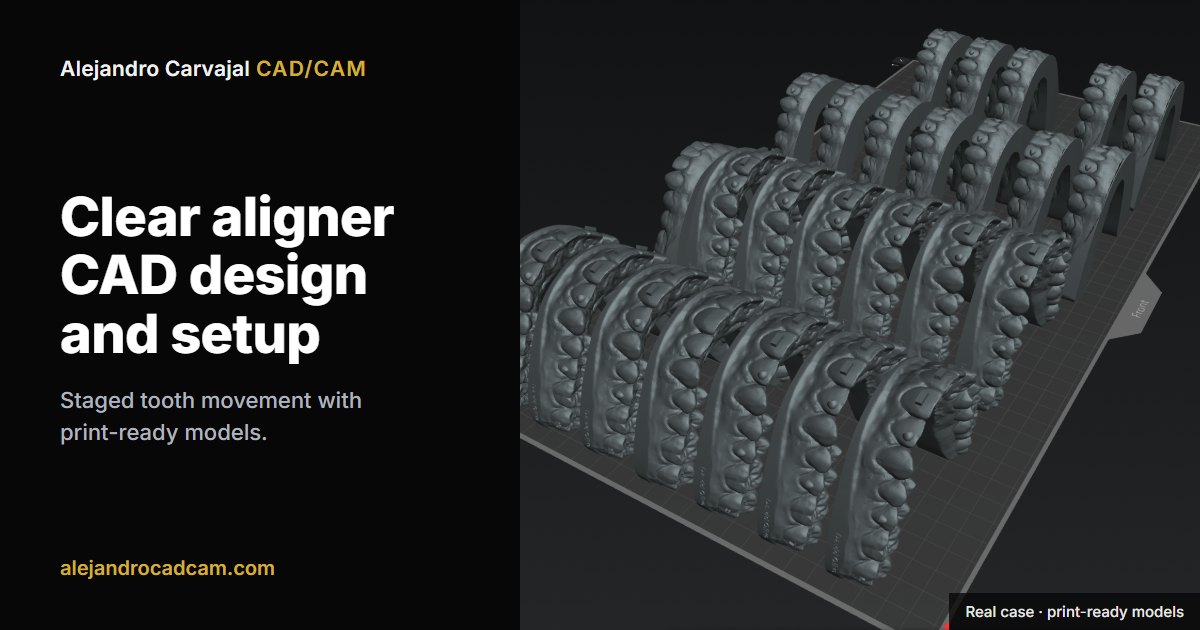 Alejandro Carvajal CAD/CAM
Clear aligner
CAD design
and setup
Staged tooth movement with
print-ready models.
alejandrocadcam.com
Front
Real case · print-ready models